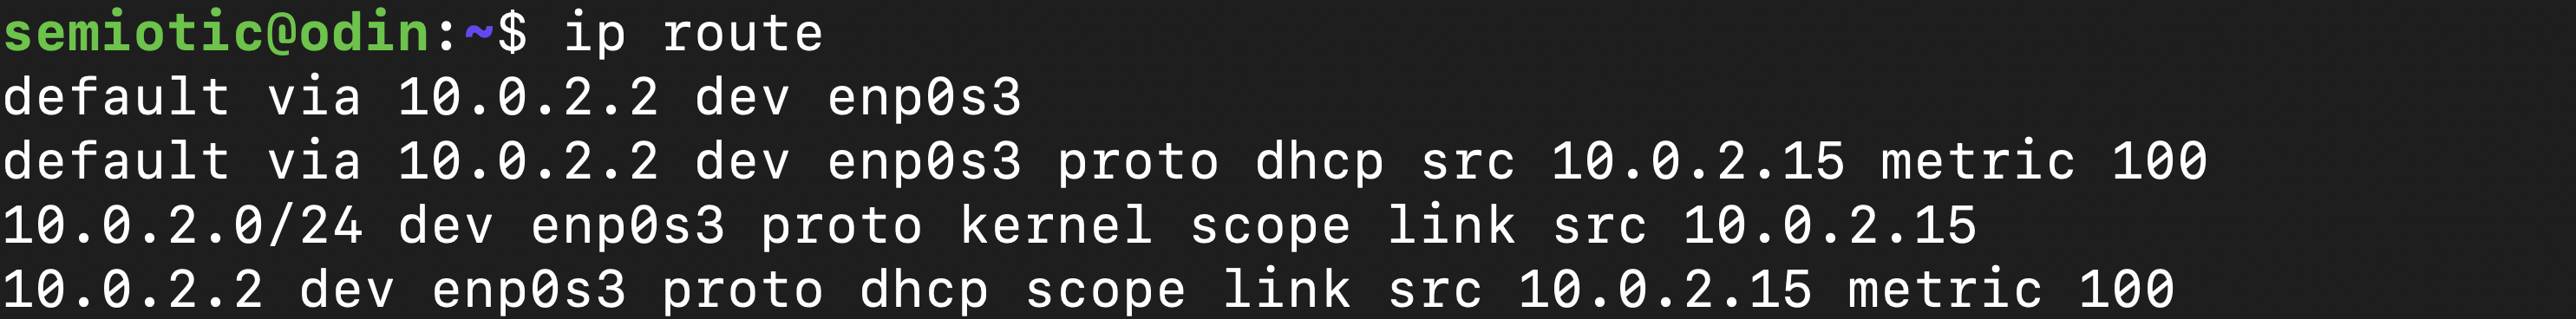 semiotic@odin:~$ ip route
default via 10.0.2.2 dev enp0s3
default via 10.0.2.2 dev enp0s3 proto dhcp src 10.0.2.15 metric 100
10.0.2.0/24 dev enp0s3 proto kernel scope link src 10.0.2.15
10.0.2.2 dev enp0s3 proto dhcp scope link src 10.0.2.15 metric 100